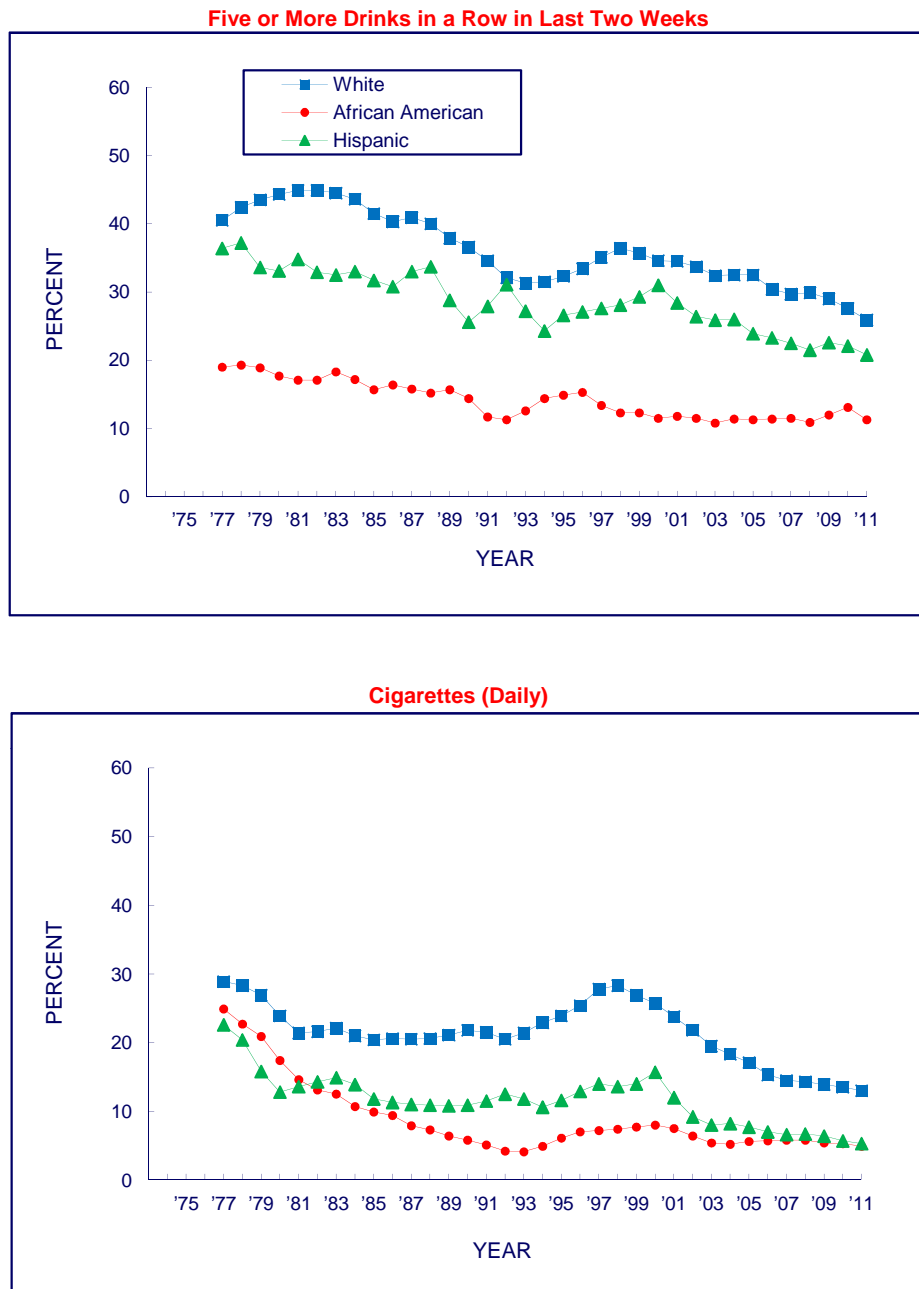 Five or More Drinks in a Row in Last Two Weeks
White
African American
Hispanic
60
50
40
30
20
10
0
PERCENT
’75 ’77 ’79 ’81 ’83 ’85 ’87 ’89 ’91 ’93 ’95 ’97 ’99 ’01 ’03 ’05 ’07 ’09 ’11
YEAR
Cigarettes (Daily)
60
50
40
30
20
10
0
PERCENT
’75 ’77 ’79 ’81 ’83 ’85 ’87 ’89 ’91 ’93 ’95 ’97 ’99 ’01 ’03 ’05 ’07 ’09 ’11
YEAR